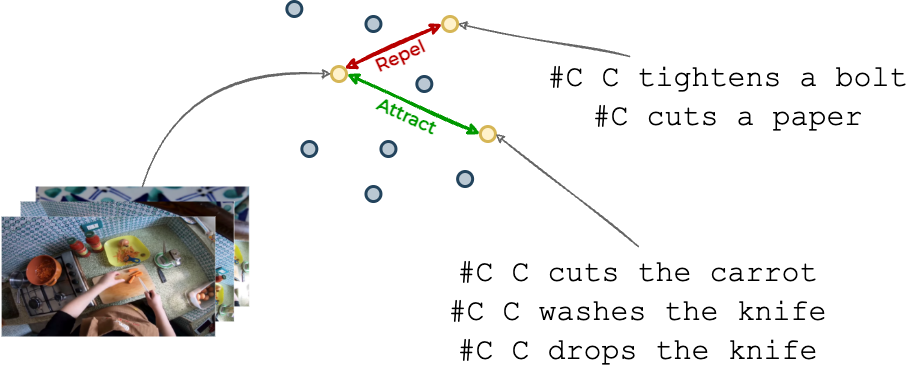 Repel
Attract
#C C tightens a bolt
#C cuts a paper
#C C cuts the carrot
#C C washes the knife
#C C drops the knife